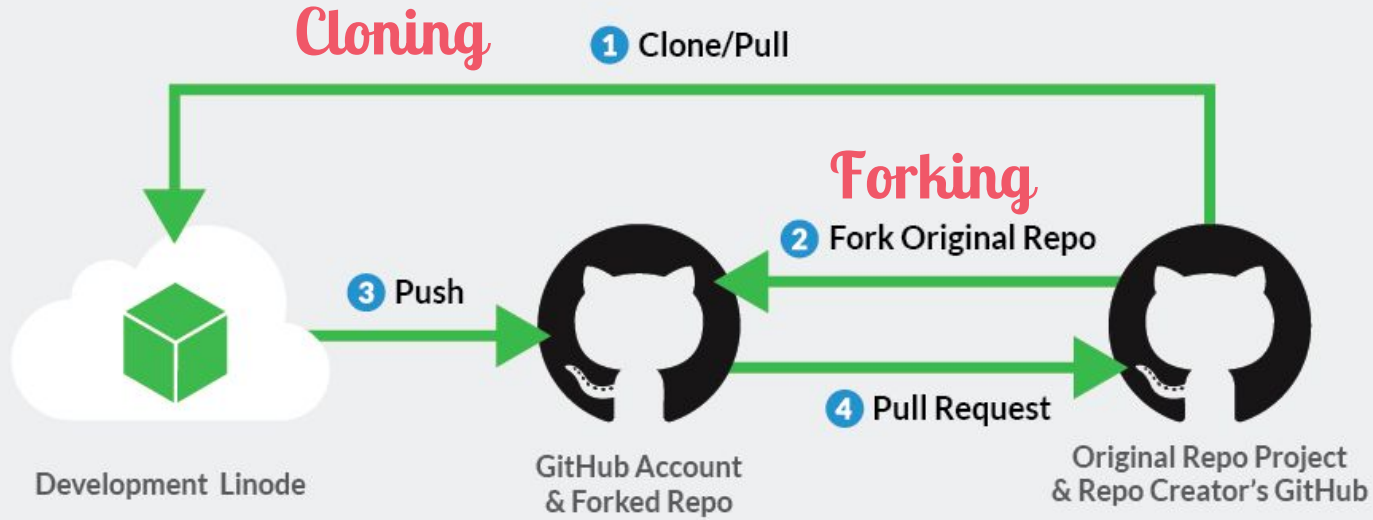 Cloning
1 Clone/Pull
Forking
2 Fork Original Repo
3 Push
4 Pull Request
Development Linode
GitHub Account
& Forked Repo
Original Repo Project
& Repo Creator's GitHub